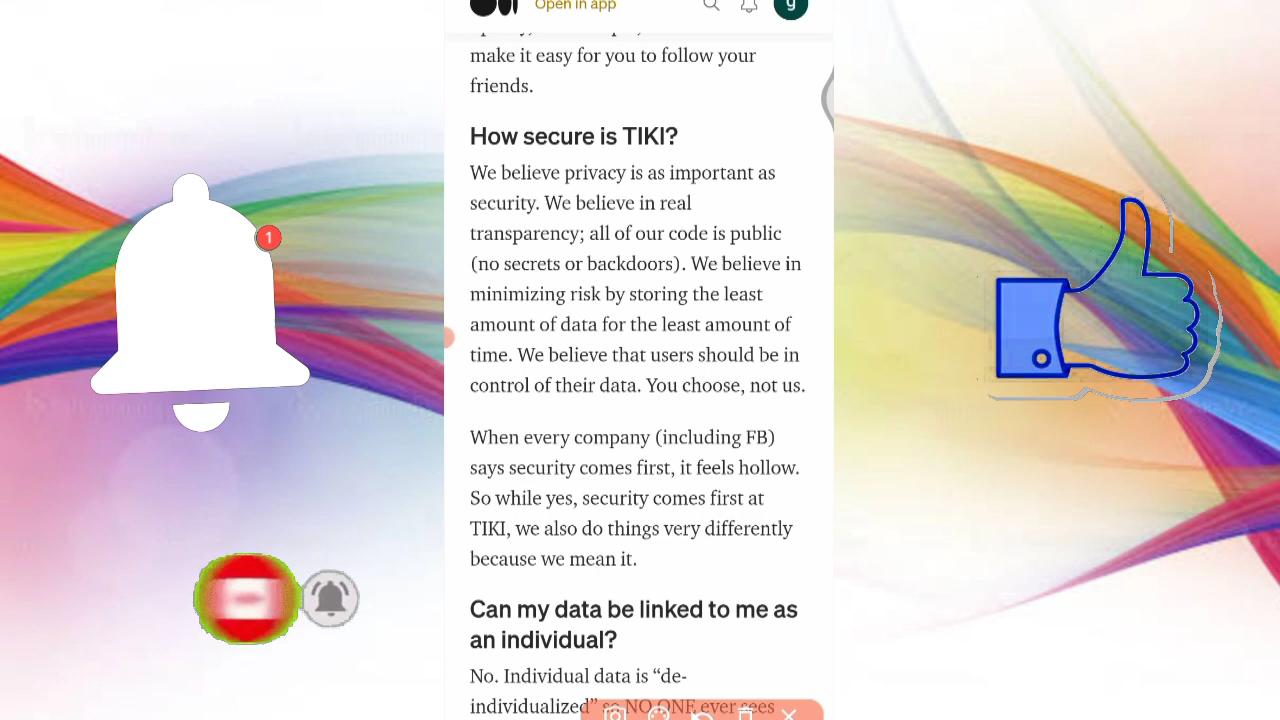 Open in app
g
make it easy for you to follow your
friends.
How secure is TIKI?
We believe privacy is as important as
security. We believe in real
transparency; all of our code is public
(no secrets or backdoors). We believe in
minimizing risk by storing the least
amount of data for the least amount of
time. We believe that users should be in
control of their data. You choose, not us.
When every company (including FB)
says security comes first, it feels hollow.
So while yes, security comes first at
TIKI, we also do things very differently
because we mean it.
Can my data be linked to me as
an individual?
No. Individual data is “de-
individualized” so NO ONE ever sees
1